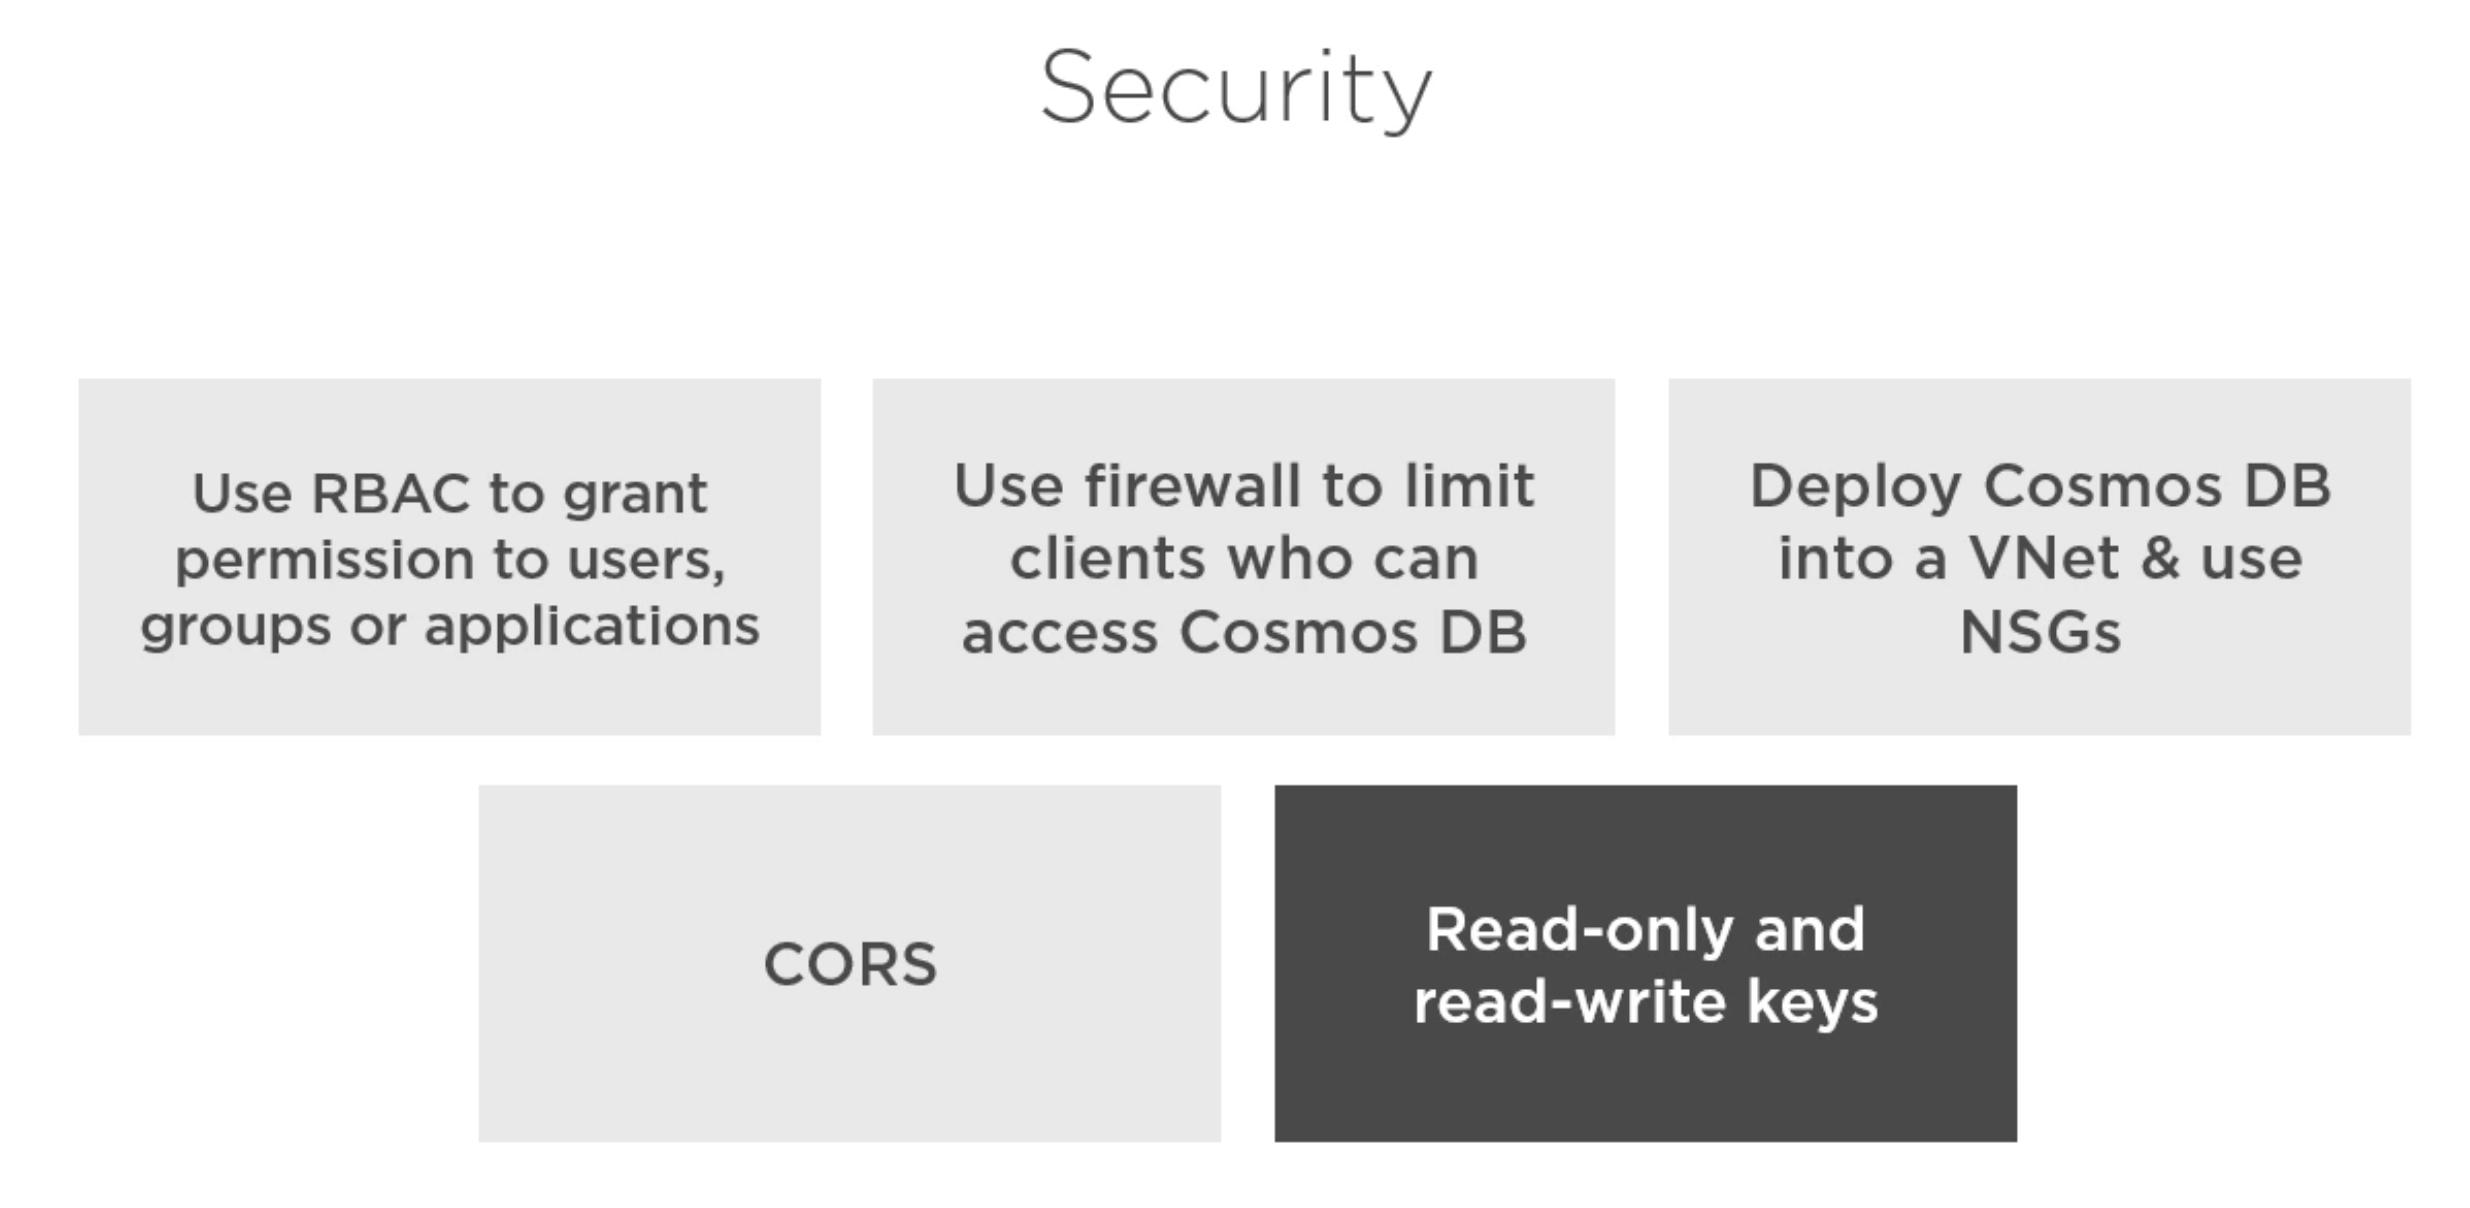 Security
Use RBAC to grant
permission to users,
groups or applications
Use firewall to limit
clients who can
access Cosmos DB
Deploy Cosmos DB
into a VNet & use
NSGs
CORS
Read-only and
read-write keys